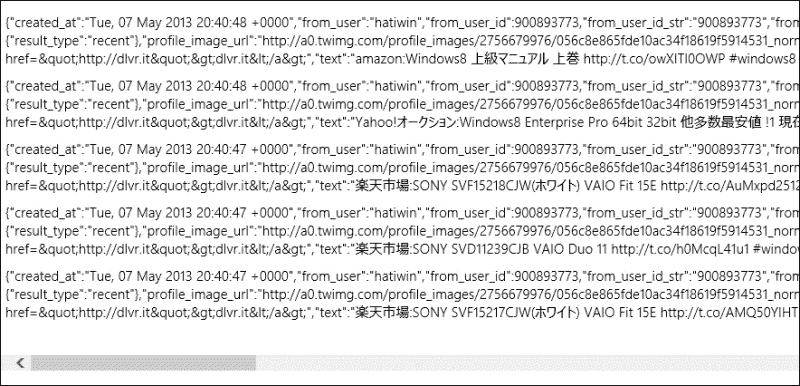 {"created_at":"Tue, 07 May 2013 20:40:48 +0000","from_user":"hatiwin","from_user_id":900893773,"from_user_id_str":"900893773","from_user_nam
{"result_type":"recent"},"profile_image_url":"http://a0.twimg.com/profile_images/2756679976/056c8e865fde10ac34f18619f5914531_norn
href=&quot;http://dlvr.it&quot;&gt;dlvr.it&lt;/a&gt;","text":"amazon:Windows8 上級マニュアル 上巻 http://t.co/owXITI0OWP #windows8
{"created_at":"Tue, 07 May 2013 20:40:48 +0000","from_user":"hatiwin","from_user_id":900893773,"from_user_id_str":"900893773","from_user_nam
{"result_type":"recent"},"profile_image_url":"http://a0.twimg.com/profile_images/2756679976/056c8e865fde10ac34f18619f5914531_norn
href=&quot;http://dlvr.it&quot;&gt;dlvr.it&lt;/a&gt;","text":"Yahoo!オークション:Windows8 Enterprise Pro 64bit 32bit 他多数最安値 !1 現在
{"created_at":"Tue, 07 May 2013 20:40:47 +0000","from_user":"hatiwin","from_user_id":900893773,"from_user_id_str":"900893773","from_user_nam
{"result_type":"recent"},"profile_image_url":"http://a0.twimg.com/profile_images/2756679976/056c8e865fde10ac34f18619f5914531_norn
href=&quot;http://dlvr.it&quot;&gt;dlvr.it&lt;/a&gt;","text":"楽天市場:SONY SVF15218CJW(ホワイト) VAIO Fit 15E http://t.co/AuMxpd2512
{"created_at":"Tue, 07 May 2013 20:40:47 +0000","from_user":"hatiwin","from_user_id":900893773,"from_user_id_str":"900893773","from_user_nam
{"result_type":"recent"},"profile_image_url":"http://a0.twimg.com/profile_images/2756679976/056c8e865fde10ac34f18619f5914531_norn
href=&quot;http://dlvr.it&quot;&gt;dlvr.it&lt;/a&gt;","text":"楽天市場:SONY SVD11239CJB VAIO Duo 11 http://t.co/h0McqL41u1 #window
{"created_at":"Tue, 07 May 2013 20:40:47 +0000","from_user":"hatiwin","from_user_id":900893773,"from_user_id_str":"900893773","from_user_nam
{"result_type":"recent"},"profile_image_url":"http://a0.twimg.com/profile_images/2756679976/056c8e865fde10ac34f18619f5914531_norn
href=&quot;http://dlvr.it&quot;&gt;dlvr.it&lt;/a&gt;","text":"楽天市場:SONY SVF15217CJW(ホワイト) VAIO Fit 15E http://t.co/AMQ50YIHT